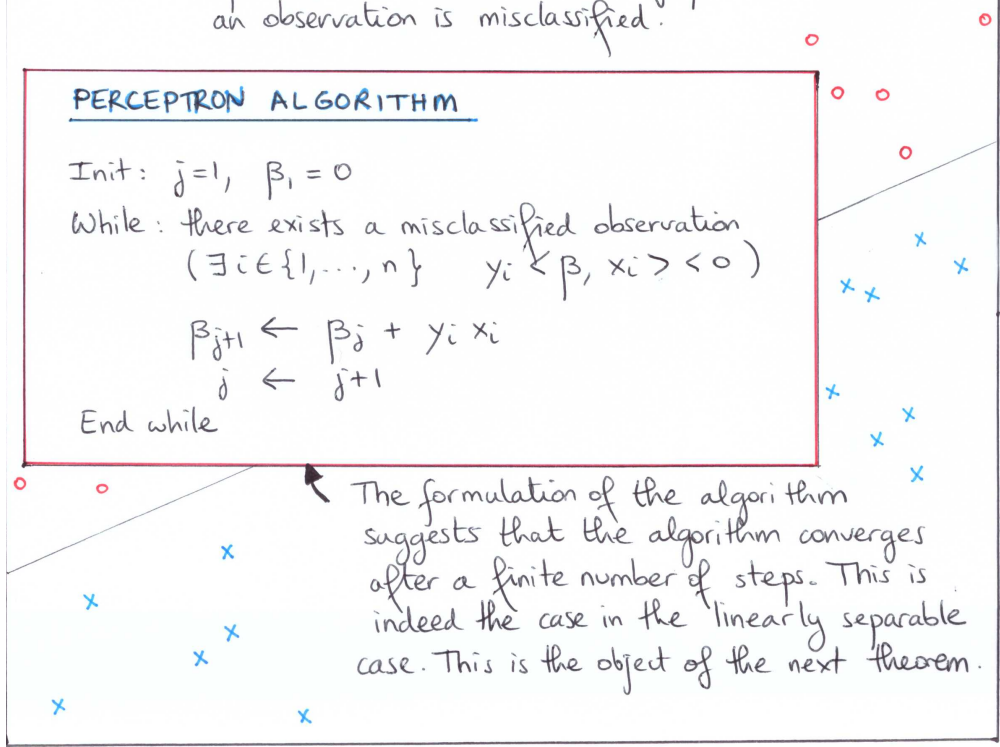 an observation is misclassified.
PERCEPTRON ALGORITHM
Init: j=1, β₁ = 0
While: there exists a misclassified observation
(∃ i ∈ {1,..., n} yᵢ <β, xᵢ> <0)
βⱼ₊₁ ← βⱼ + yᵢ xᵢ
j ← j+1
End while
The formulation of the algorithm
suggests that the algorithm converges
after a finite number of steps. This is
indeed the case in the linearly separable
case. This is the object of the next theorem.